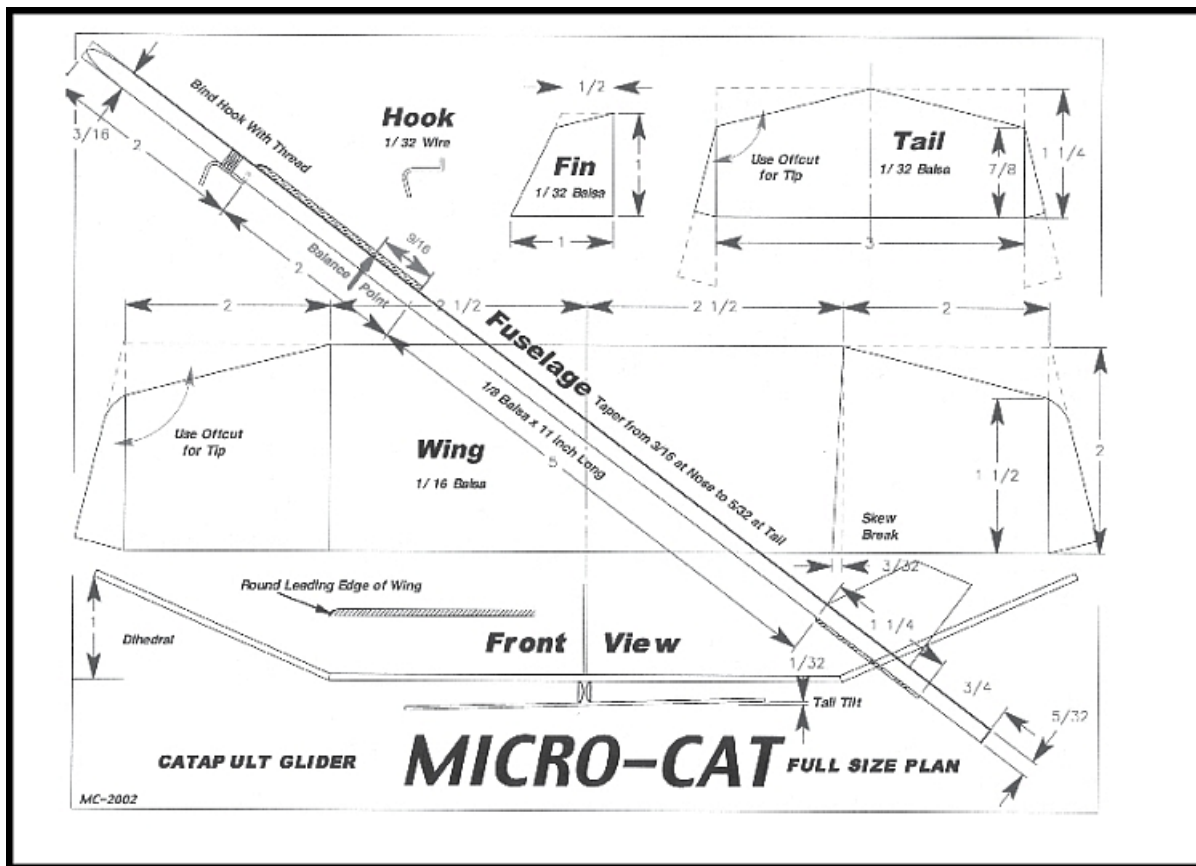 Bind Hook With Thread
3/16
2
Hook
1/32 Wire
1/2
Fin
1/32 Balsa
1
1
Use Offcut
for Tip
Tail
1/32 Balsa
7/8
1 1/4
3
9/16
Balance
Point
2
2
2 1/2
2 1/2
2
Fuselage
Taper from 3/16 at Nose to 5/32 at Tail
1/8 Balsa x 11 Inch Long
5
Use Offcut
for Tip
Wing
1/16 Balsa
1 1/2
2
Skew
Break
3/32
Round Leading Edge of Wing
Dihedral
Front View
1/32
1 1/4
3/4
5/32
Tail Tilt
CATAPULT GLIDER
MICRO-CAT
FULL SIZE PLAN
MC-2002